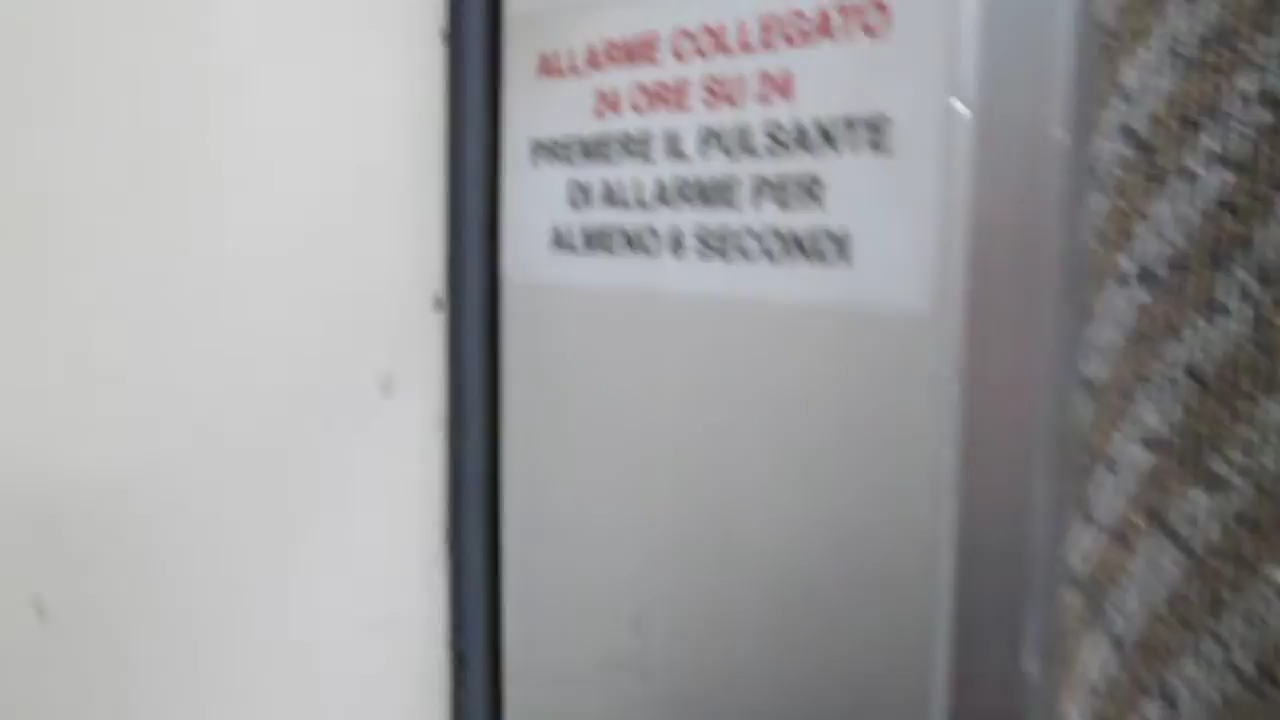 ALLARME COLLEGATO
24 ORE SU 24
PREMERE IL PULSANTE
DI ALLARME PER
ALMENO SECONDI